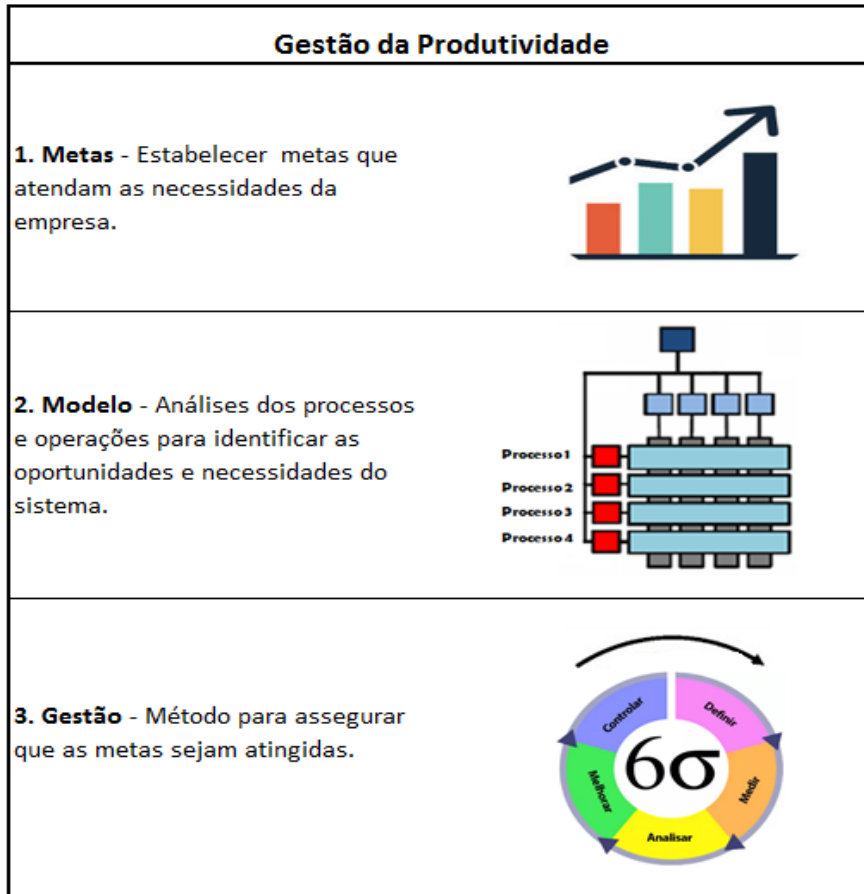 Gestão da Produtividade
1. Metas - Estabelecer metas que
atendam as necessidades da
empresa.
2. Modelo - Análises dos processos
e operações para identificar as
oportunidades e necessidades do
sistema.
Processo 1
Processo 2
Processo 3
Processo 4
3. Gestão - Método para assegurar
que as metas sejam atingidas.
Controlar
Definir
6σ
Melhorar
Medir
Analisar